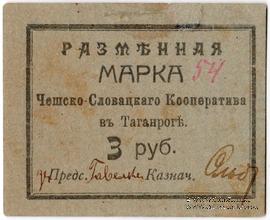 РАЗМѢННАЯ
МАРКА 54
Чешско-Словацкаго Кооператива
въ Таганрогѣ.
3 руб.
Предс. Казнач.